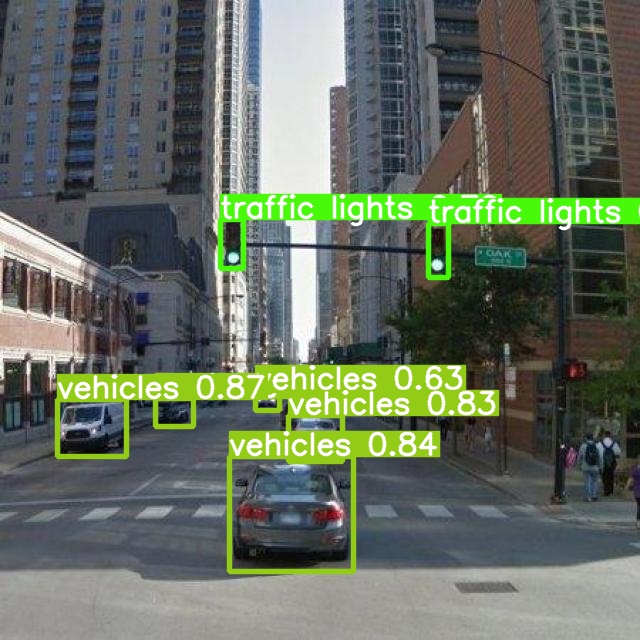 traffic lights
traffic lights
OAK
vehicles 0.87
vehicles 0.63
vehicles 0.83
vehicles 0.84